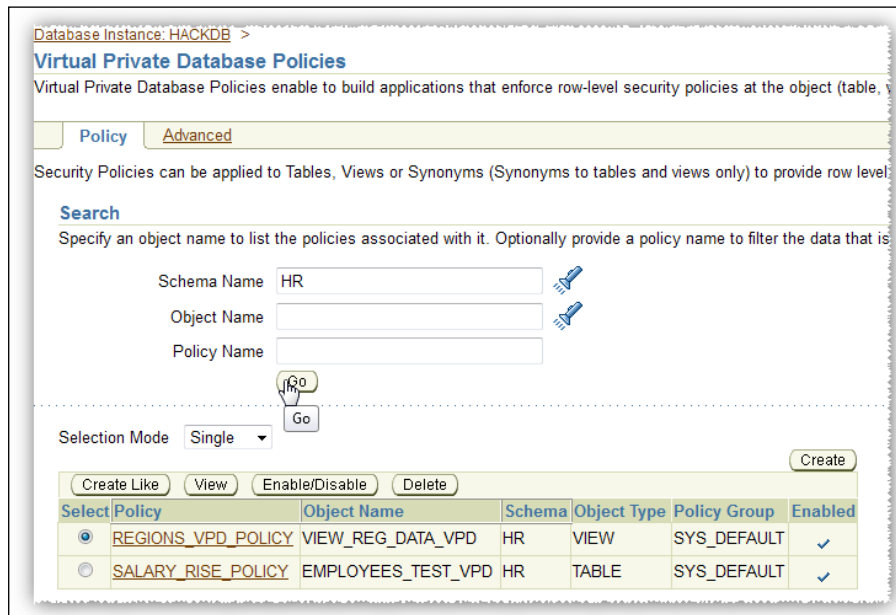 Database Instance: HACKDB >
Virtual Private Database Policies
Virtual Private Database Policies enable to build applications that enforce row-level security policies at the object (table,
Policy Advanced
Security Policies can be applied to Tables, Views or Synonyms (Synonyms to tables and views only) to provide row level
Search
Specify an object name to list the policies associated with it. Optionally provide a policy name to filter the data that is
Schema Name HR
Object Name
Policy Name
Go
Go
Selection Mode Single
Create
Create Like View Enable/Disable Delete
Select Policy Object Name Schema Object Type Policy Group Enabled
REGIONS_VPD_POLICY VIEW_REG_DATA_VPD HR VIEW SYS_DEFAULT
SALARY_RISE_POLICY EMPLOYEES_TEST_VPD HR TABLE SYS_DEFAULT